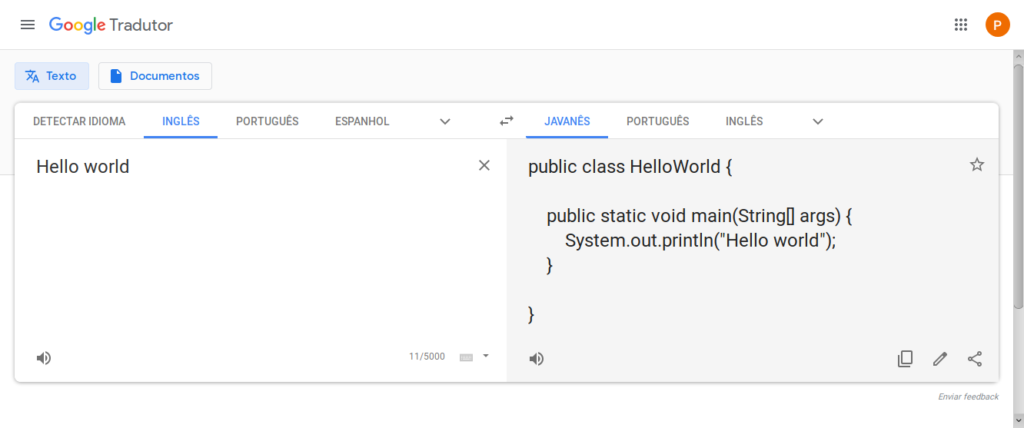 Google Tradutor
P
Texto
Documentos
DETECTAR IDIOMA INGLÊS PORTUGUÊS ESPANHOL
JAVANÊS PORTUGUÊS INGLÊS
Hello world
11/5000
public class HelloWorld {
public static void main(String[] args) {
System.out.println("Hello world");
}
}
Enviar feedback